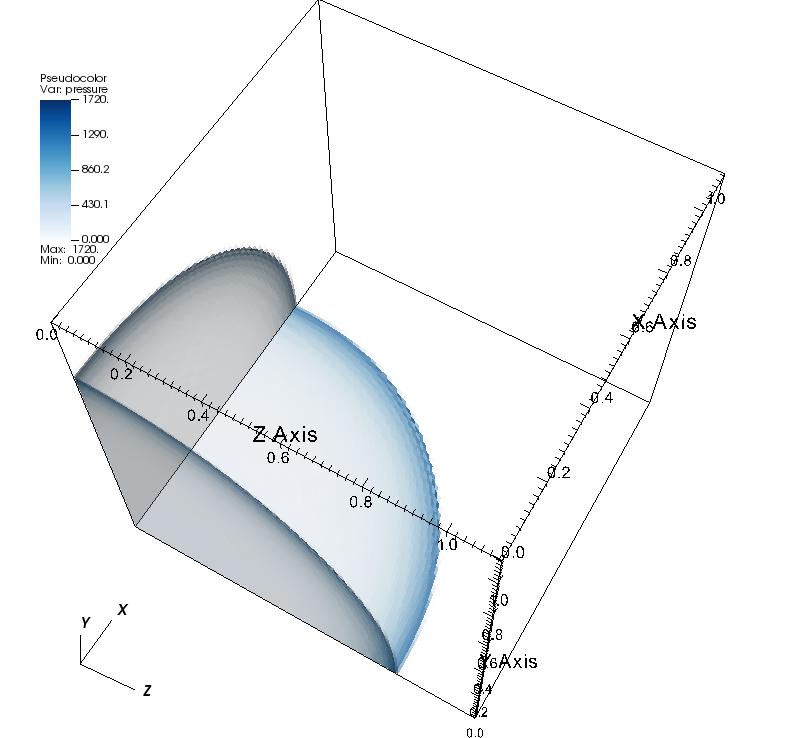 Pseudocolor
Var: pressure
1720.
1290.
860.2
430.1
0.000
Max: 1720.
Min: 0.000
0.0
0.2
0.4
Z Axis
0.6
0.8
1.0
1.0
0.8
X Axis
0.6
0.4
0.2
0.0
1.0
0.8
Y Axis
0.6
0.4
0.2
0.0
Y
X
Z